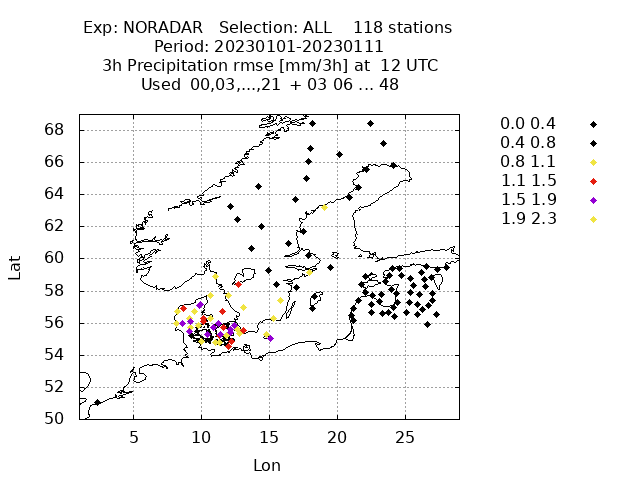 Exp: NORADAR   Selection: ALL    118 stations
Period: 20230101-20230111
3h Precipitation rmse [mm/3h] at  12 UTC
Used  00,03,...,21  + 03 06 ... 48
0.0 0.4
0.4 0.8
0.8 1.1
1.1 1.5
1.5 1.9
1.9 2.3
Lat
68
66
64
62
60
58
56
54
52
50
5 10 15 20 25
Lon